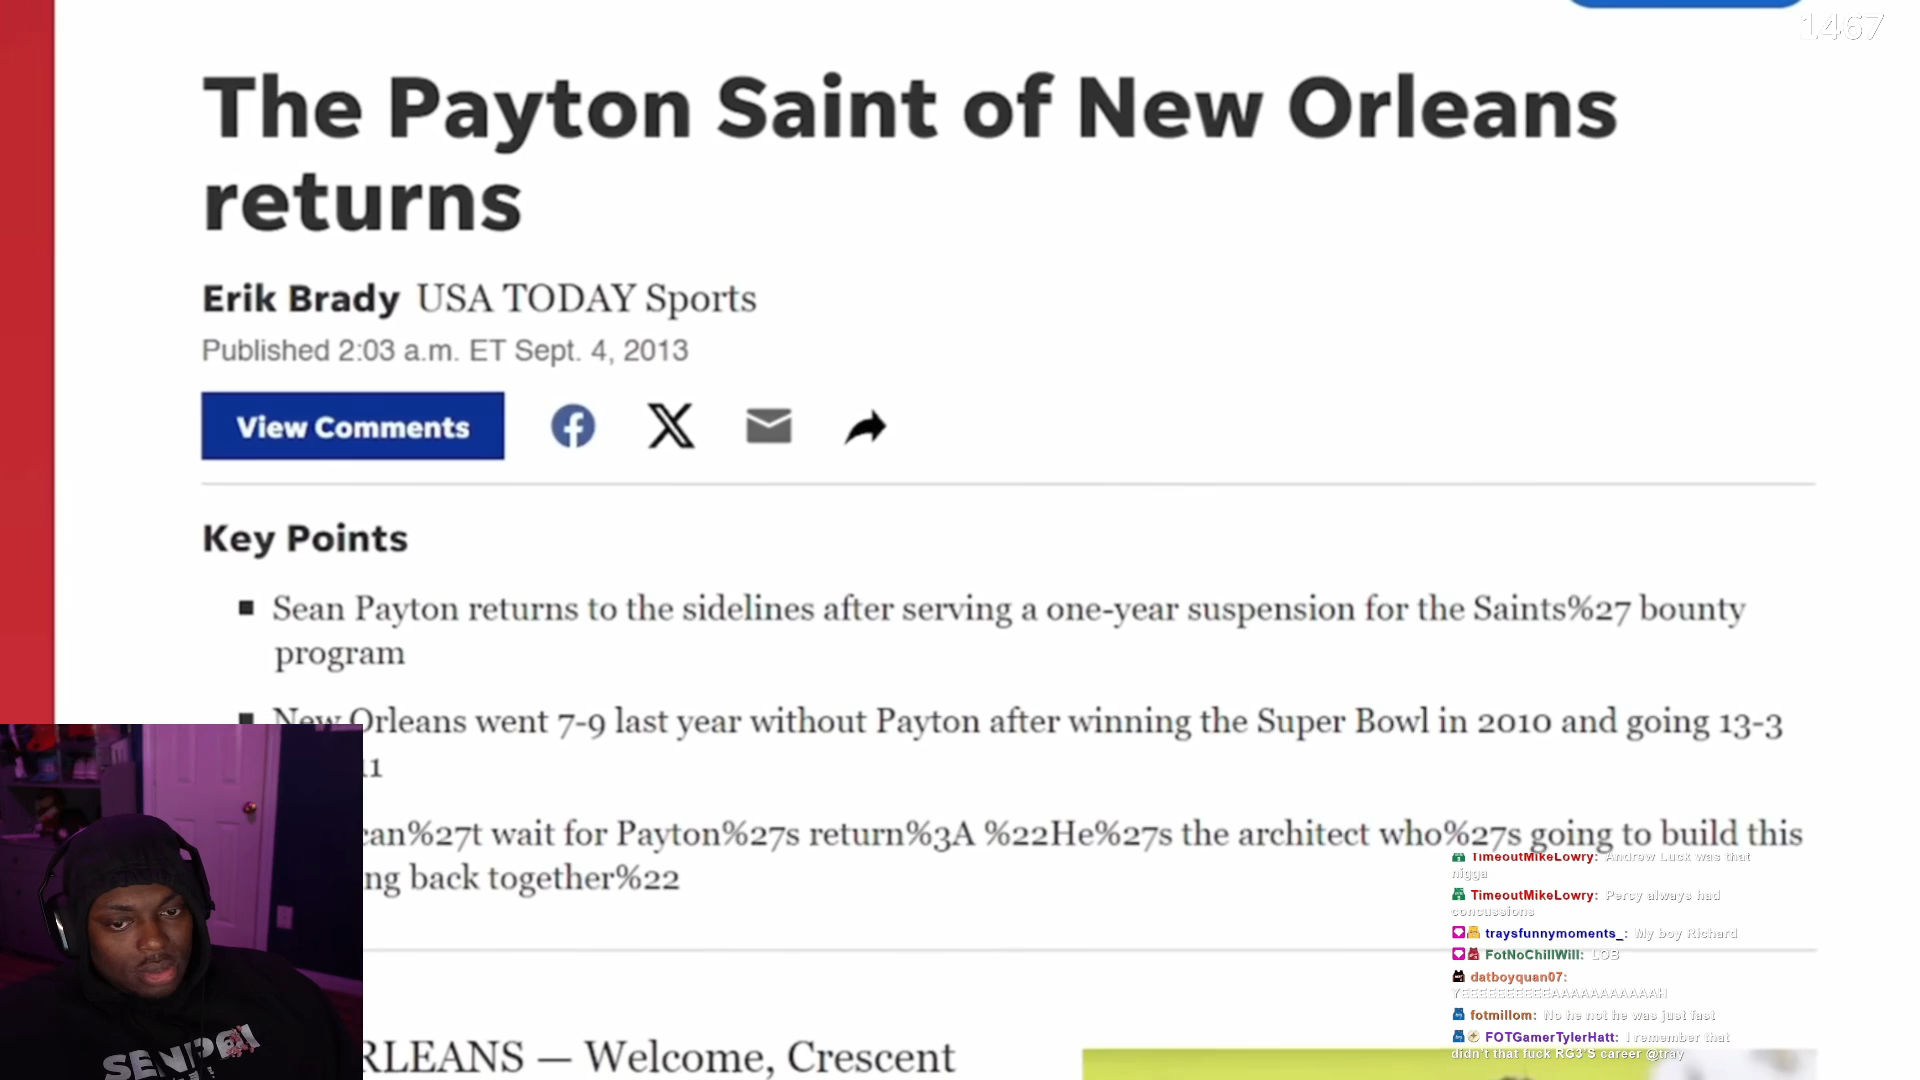 1467
The Payton Saint of New Orleans
returns
Erik Brady USA TODAY Sports
Published 2:03 a.m. ET Sept. 4, 2013
View Comments
Key Points
Sean Payton returns to the sidelines after serving a one-year suspension for the Saints%27 bounty
program
New Orleans went 7-9 last year without Payton after winning the Super Bowl in 2010 and going 13-3
11
can%27t wait for Payton%27s return%3A %22He%27s the architect who%27s going to build this
ng back together%22
RLEANS — Welcome, Crescent
TimeoutMikeLowry: Andrew Luck was that
nigga
TimeoutMikeLowry: Percy always had
concussions
traysfunnymoments_: My boy Richard
FotNoChillWill: LOB
datboyquan07:
YEEEEEEEEEEAAAAAAAAAAAH
fotmillom: No he not he was just fast
FOTGamerTylerHatt: I remember that
didn't that fuck RG3'S career @tray
SENPAI